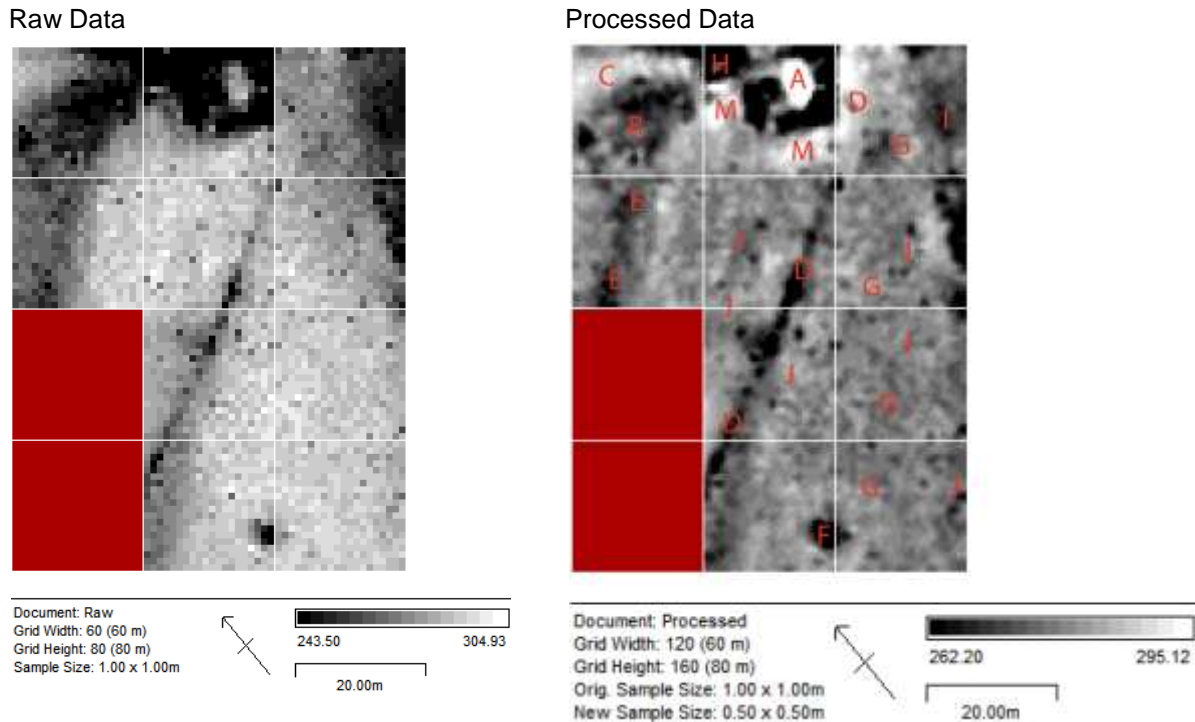 Raw Data
Processed Data
H
A
C
M
D
B
I
M
E
D
E
G
J
G
D
G
F
Document: Raw
Grid Width: 60 (60 m)
Grid Height: 80 (80 m)
Sample Size: 1.00 x 1.00m
243.50 304.93
20.00m
Document: Processed
Grid Width: 120 (60 m)
Grid Height: 160 (80 m)
Orig. Sample Size: 1.00 x 1.00m
New Sample Size: 0.50 x 0.50m
262.20 295.12
20.00m